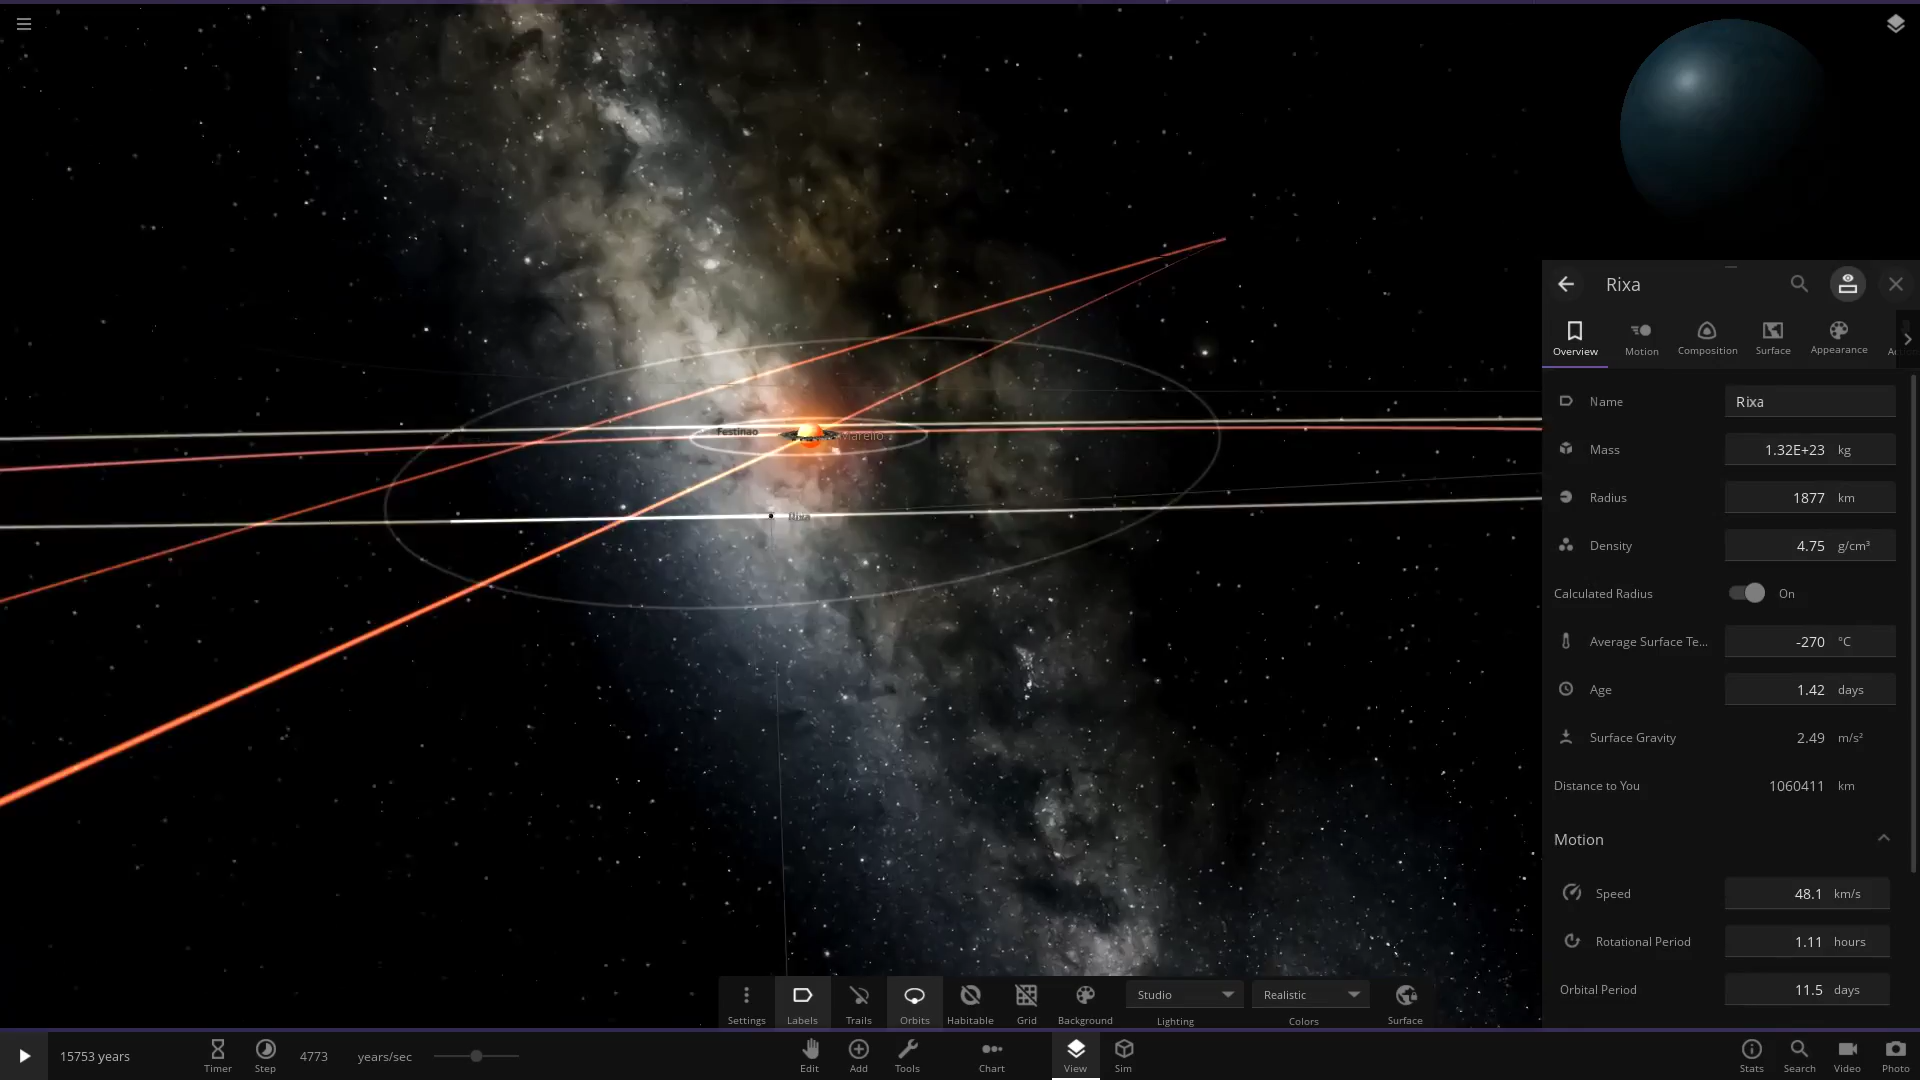 Rixa
Overview
Motion
Composition
Surface
Appearance
Name
Rixa
Mass
1.32E+23 kg
Radius
1877 km
Density
4.75 g/cm³
Calculated Radius
On
Average Surface Te...
-270 °C
Age
1.42 days
Surface Gravity
2.49 m/s²
Distance to You
1060411 km
Motion
Speed
48.1 km/s
Rotational Period
1.11 hours
Orbital Period
11.5 days
Festinao
Marello
Rixa
Settings
Labels
Trails
Orbits
Habitable
Grid
Background
Studio
Lighting
Realistic
Colors
Surface
15753 years
Timer
Step
4773 years/sec
Edit
Add
Tools
Chart
View
Sim
Stats
Search
Video
Photo